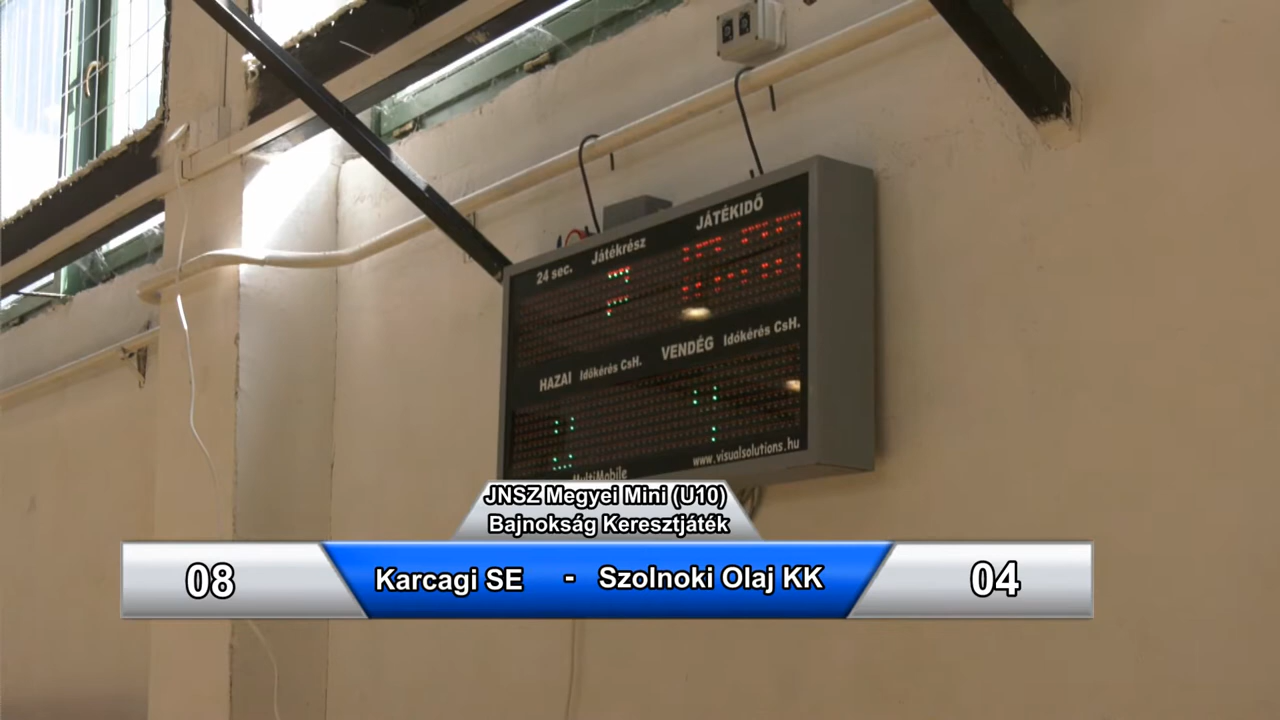 JÁTÉKIDŐ
24 sec. Játékrész
HAZAI Időkérés CsH. VENDÉG Időkérés CsH.
MultiMobile www.visualsolutions.hu
JNSZ Megyei Mini (U10)
Bajnokság Keresztjáték
08 Karcagi SE - Szolnoki Olaj KK 04